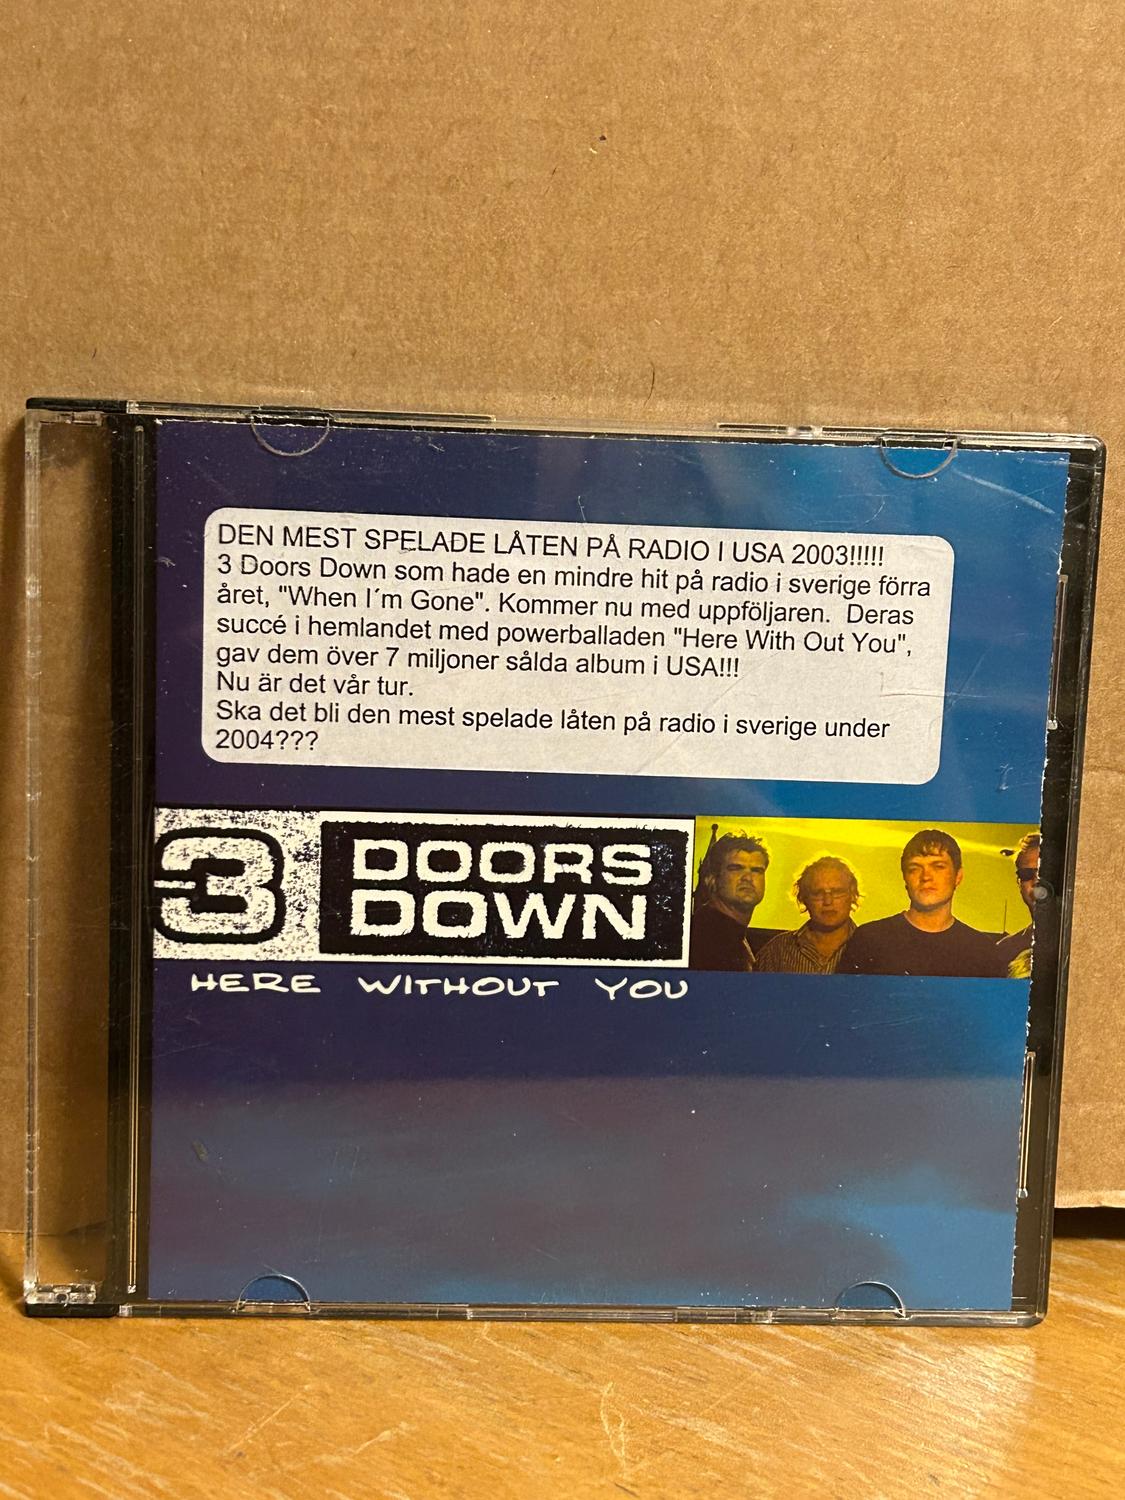 DEN MEST SPELADE LÅTEN PÅ RADIO I USA 2003!!!!!
3 Doors Down som hade en mindre hit på radio i sverige förra
året, "When I´m Gone". Kommer nu med uppföljaren.  Deras
succé i hemlandet med powerballaden "Here With Out You",
gav dem över 7 miljoner sålda album i USA!!!
Nu är det vår tur.
Ska det bli den mest spelade låten på radio i sverige under
2004???
3 DOORS
DOWN
HERE WITHOUT YOU